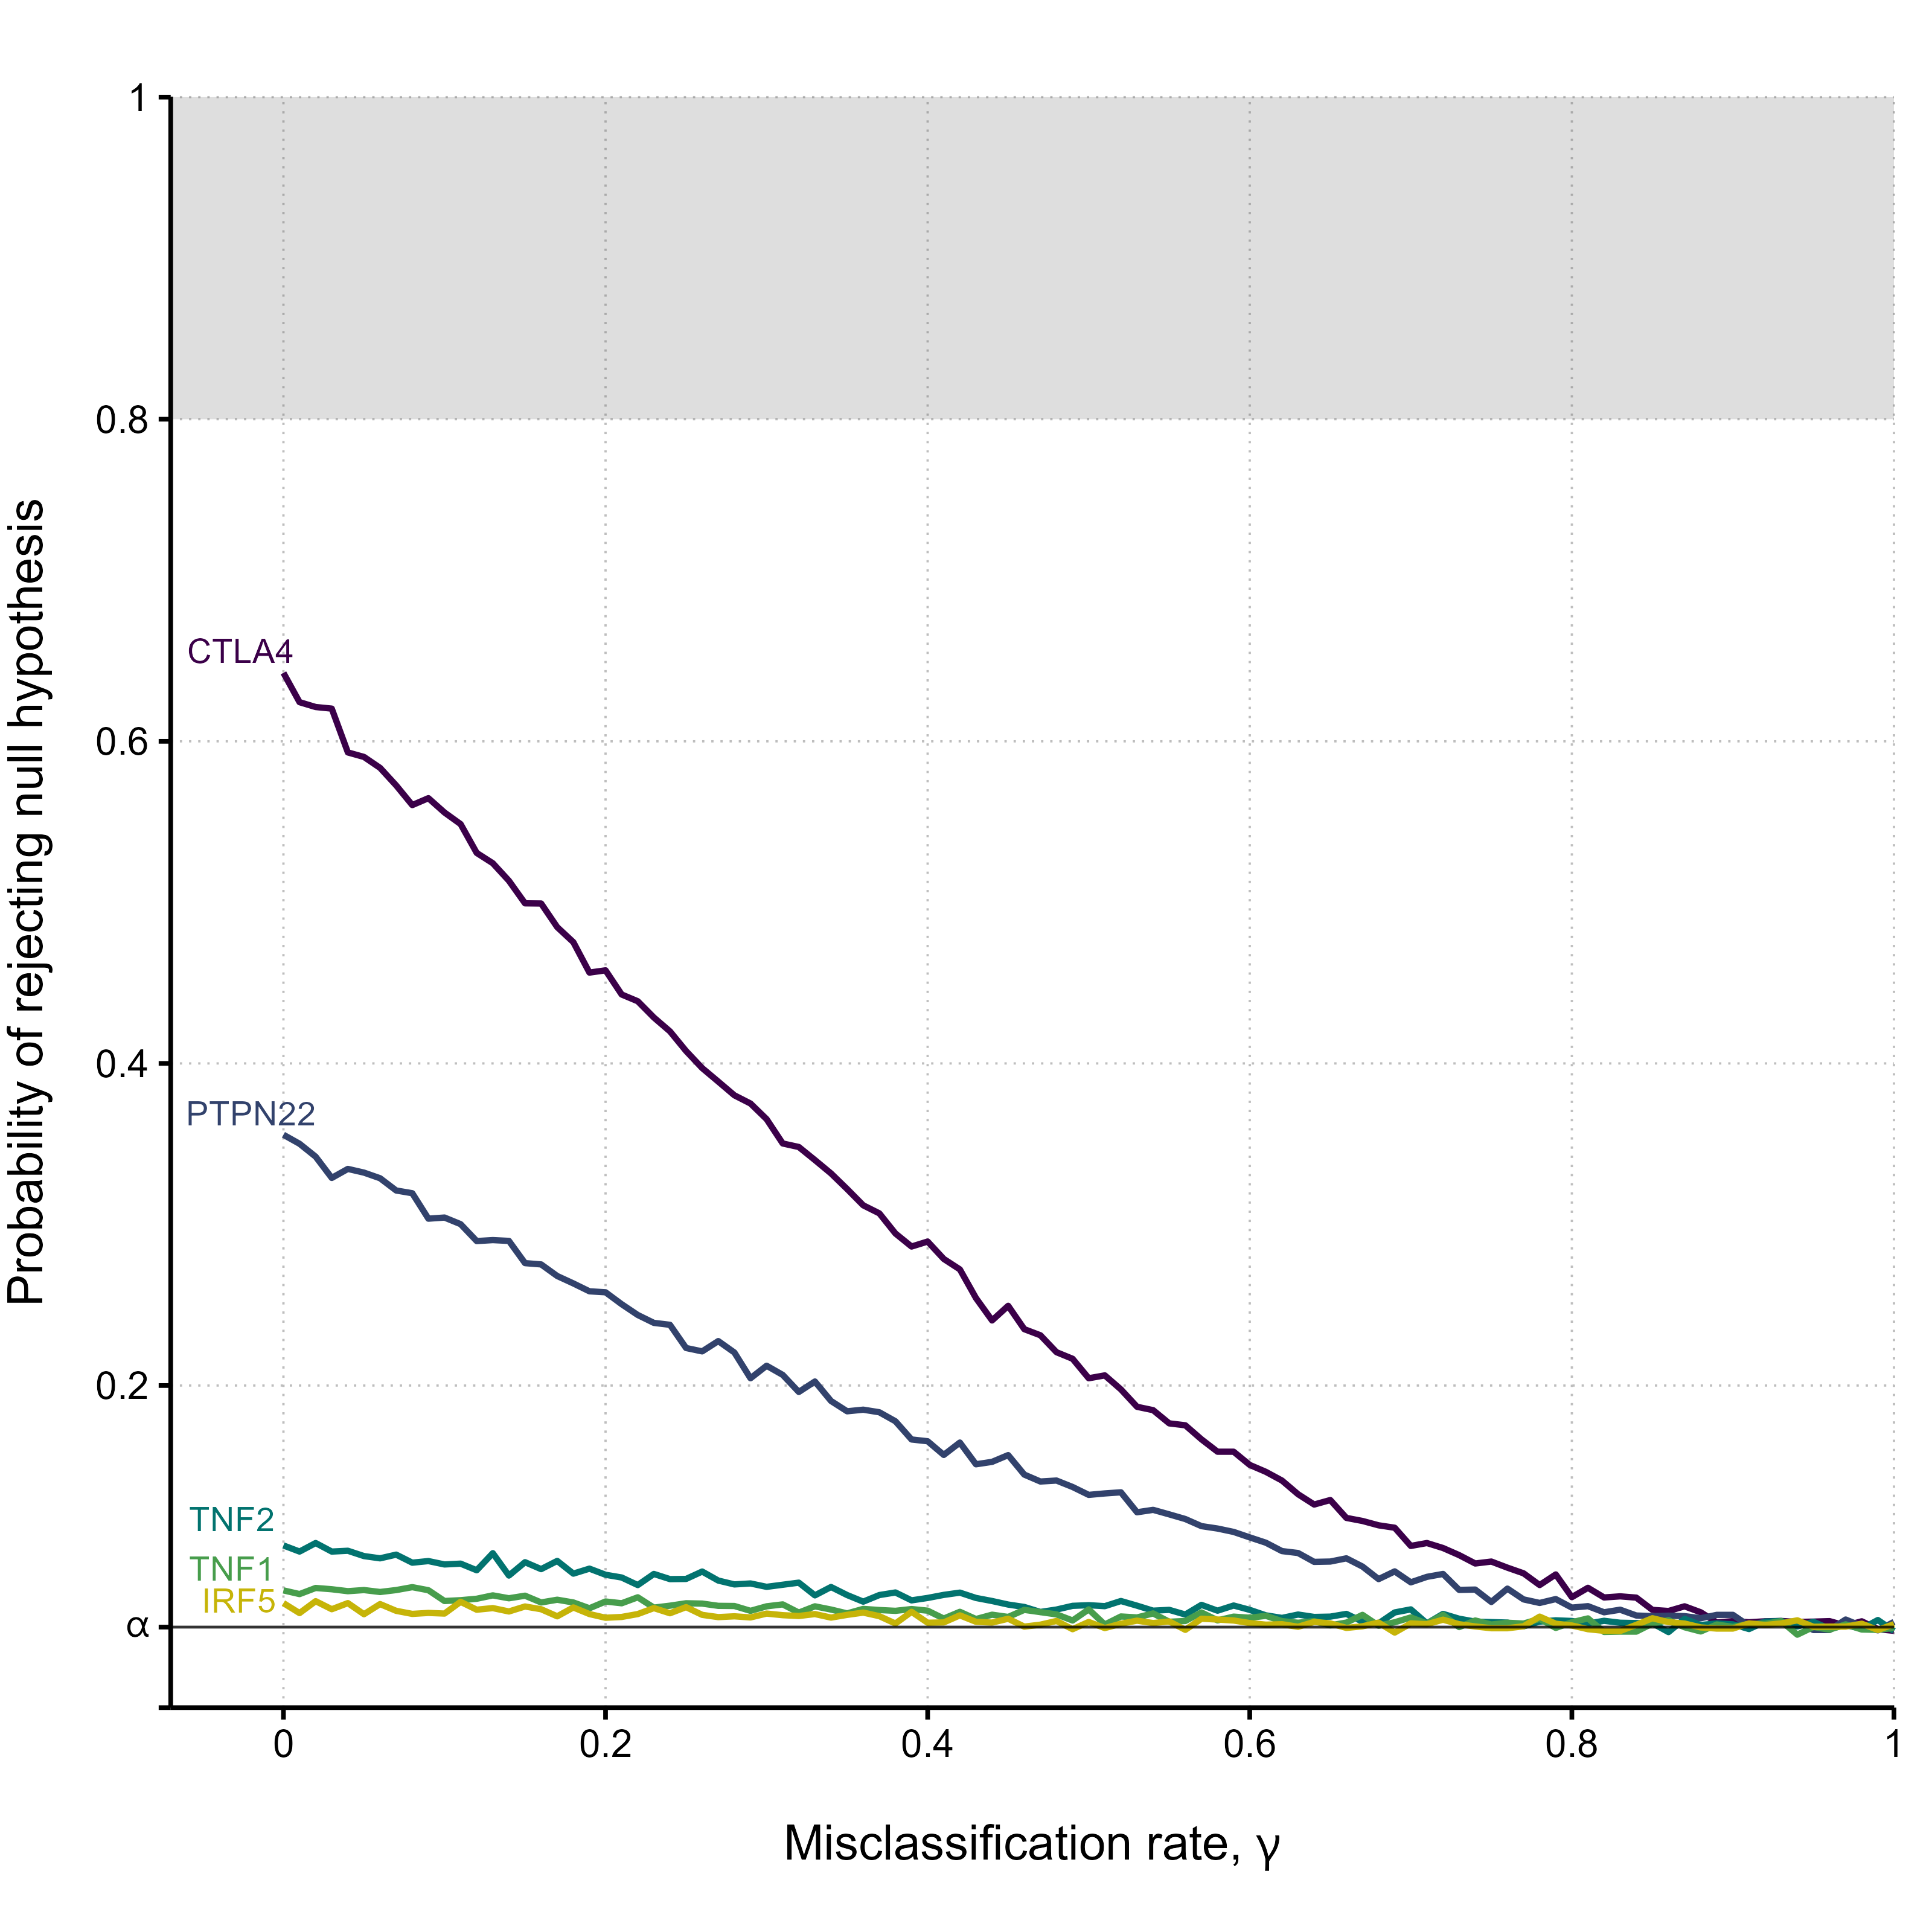 Probability of rejecting null hypothesis
1
0.8
0.6
0.4
0.2
α
CTLA4
PTPN22
TNF2
TNF1
IRF5
0 0.2 0.4 0.6 0.8 1
Misclassification rate, γ